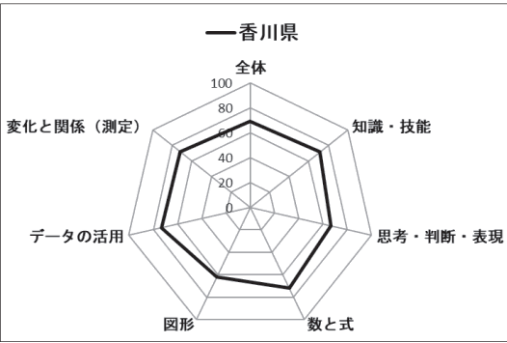 香川県
全体
100
80
60
40
20
0
知識・技能
思考・判断・表現
数と式
図形
データの活用
変化と関係（測定）